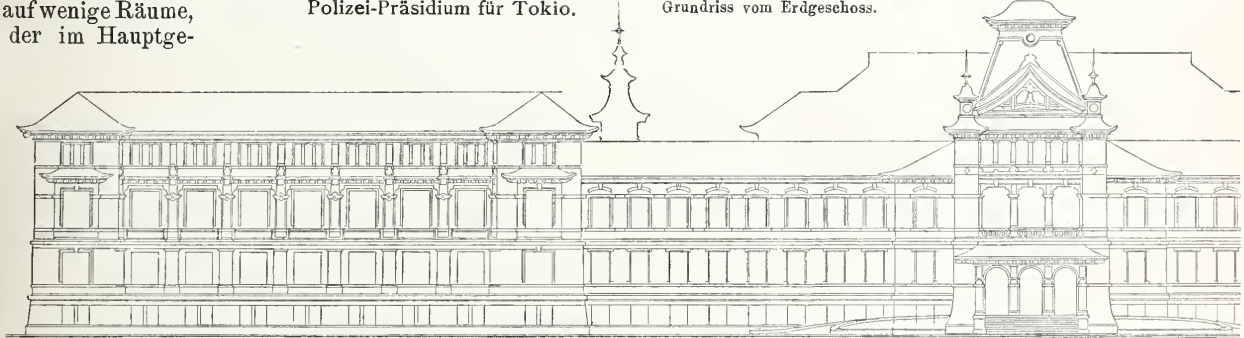 auf wenige Räume,
der im Hauptge-
Polizei-Präsidium für Tokio.
Grundriss vom Erdgeschoss.